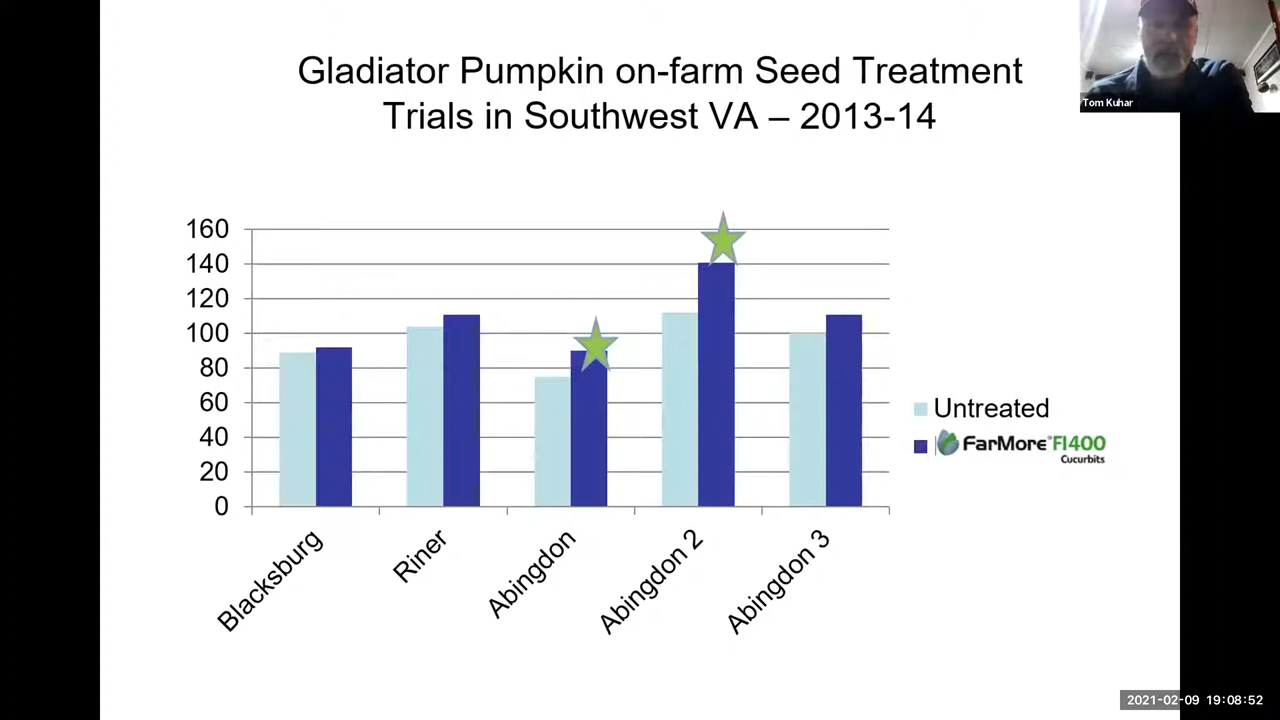 Gladiator Pumpkin on-farm Seed Treatment
Trials in Southwest VA – 2013-14
Tom Kuhar
160
140
120
100
80
60
40
20
0
Blacksburg
Riner
Abingdon
Abingdon 2
Abingdon 3
Untreated
FarMore® FI400
Cucurbits
2021-02-09 19:08:52